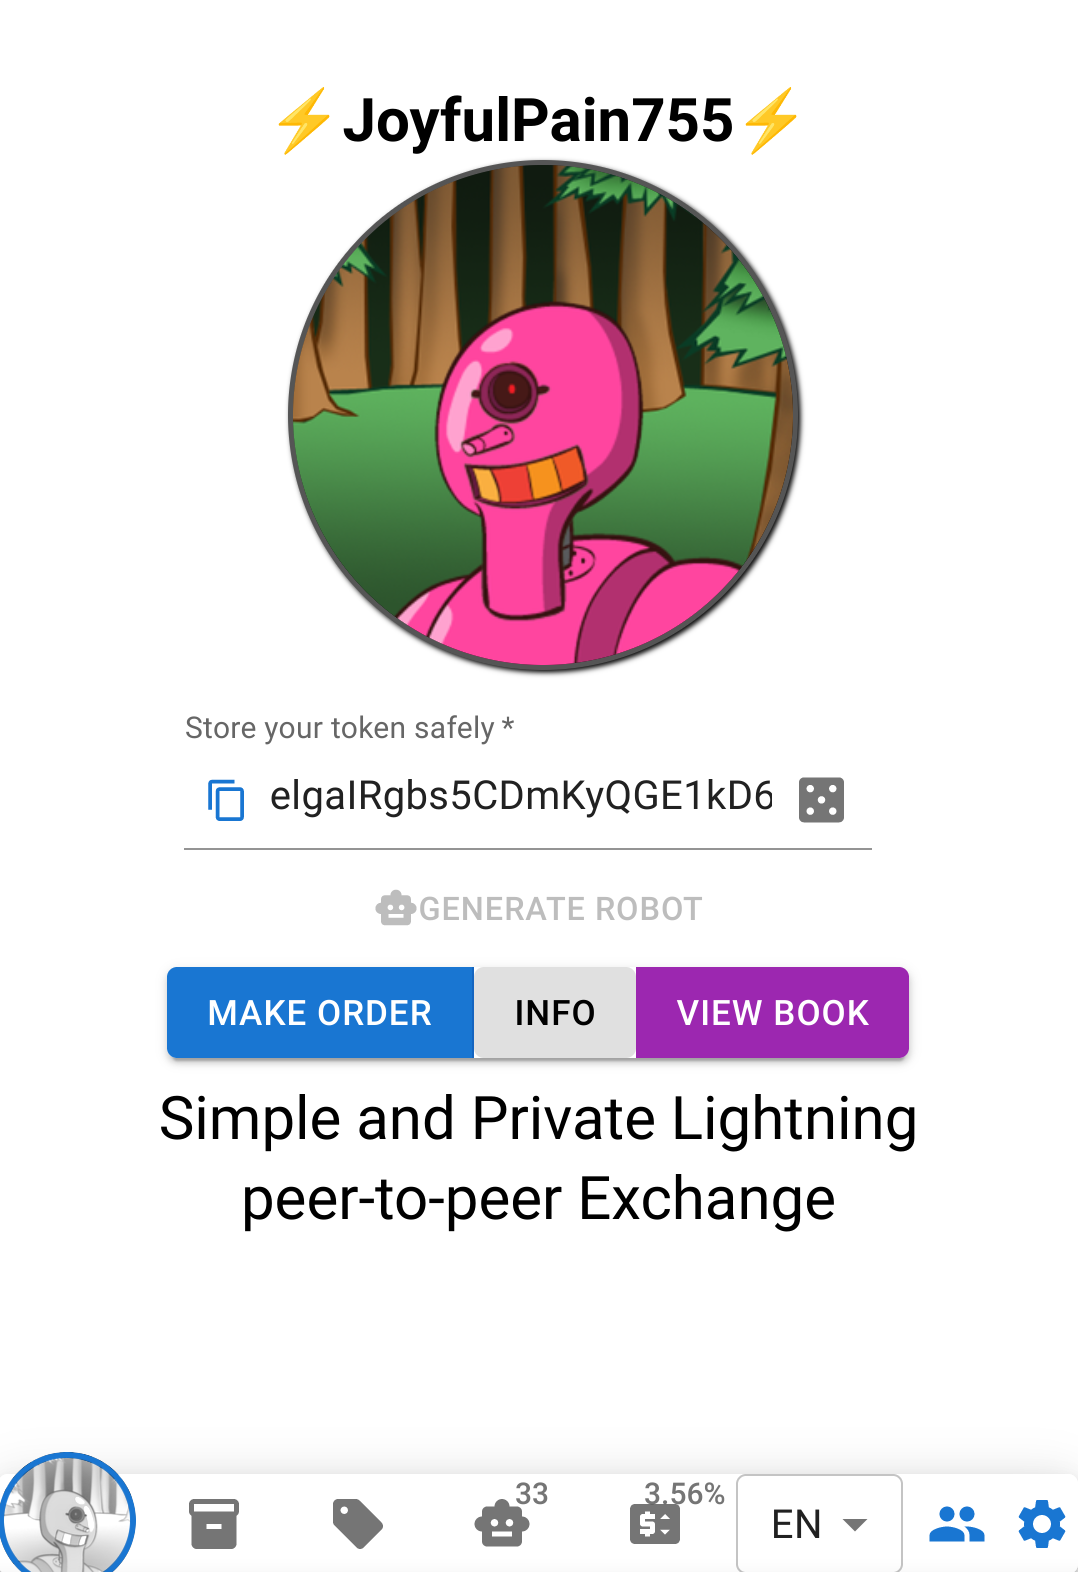 ⚡JoyfulPain755⚡
Store your token safely *
elgaIRgbs5CDmKyQGE1kD6
GENERATE ROBOT
MAKE ORDER
INFO
VIEW BOOK
Simple and Private Lightning
peer-to-peer Exchange
33
3.56%
EN